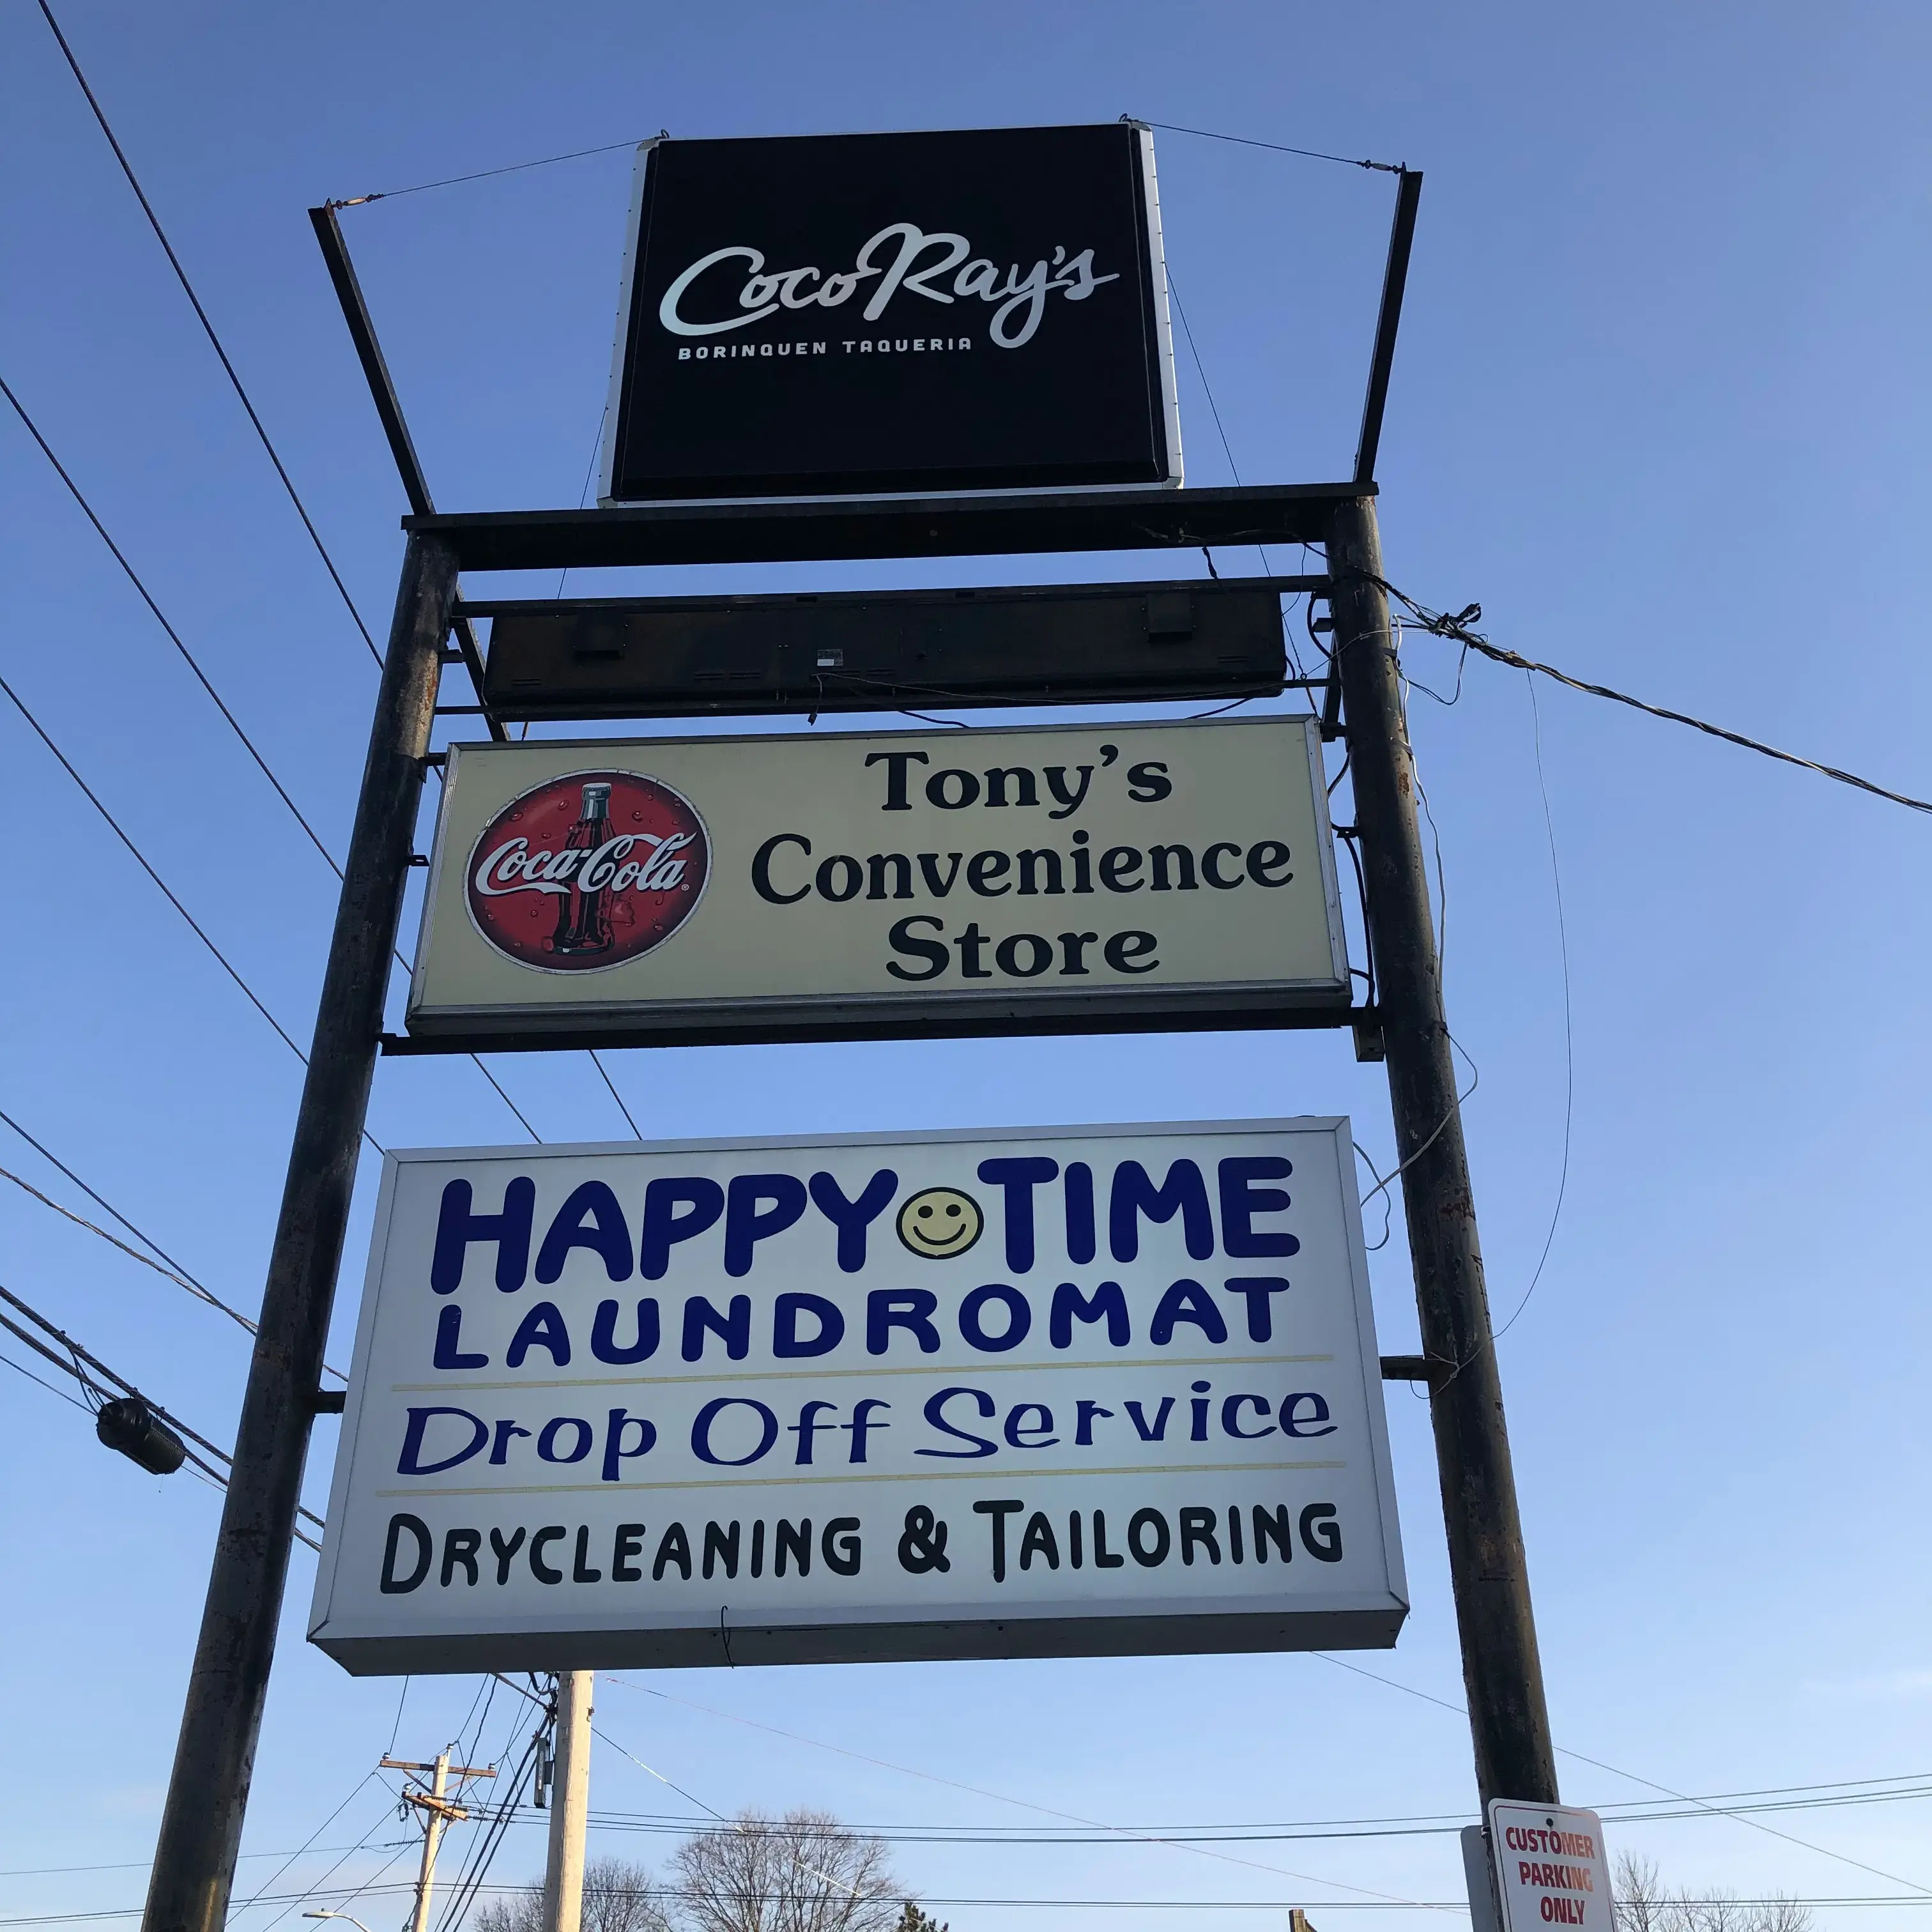 CocoRay's
BORINQUEN TAQUERIA
Coca-Cola
Tony's
Convenience
Store
HAPPY TIME
LAUNDROMAT
Drop Off Service
DRYCLEANING & TAILORING
CUSTOMER
PARKING
ONLY